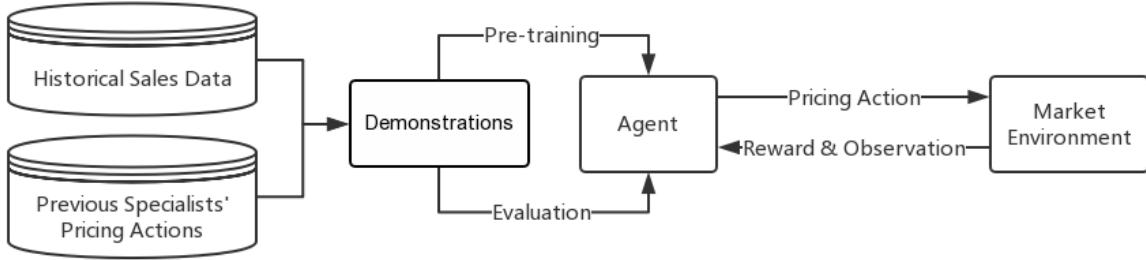 Historical Sales Data
Previous Specialists'
Pricing Actions
Demonstrations
Pre-training
Evaluation
Agent
Pricing Action
Reward & Observation
Market
Environment